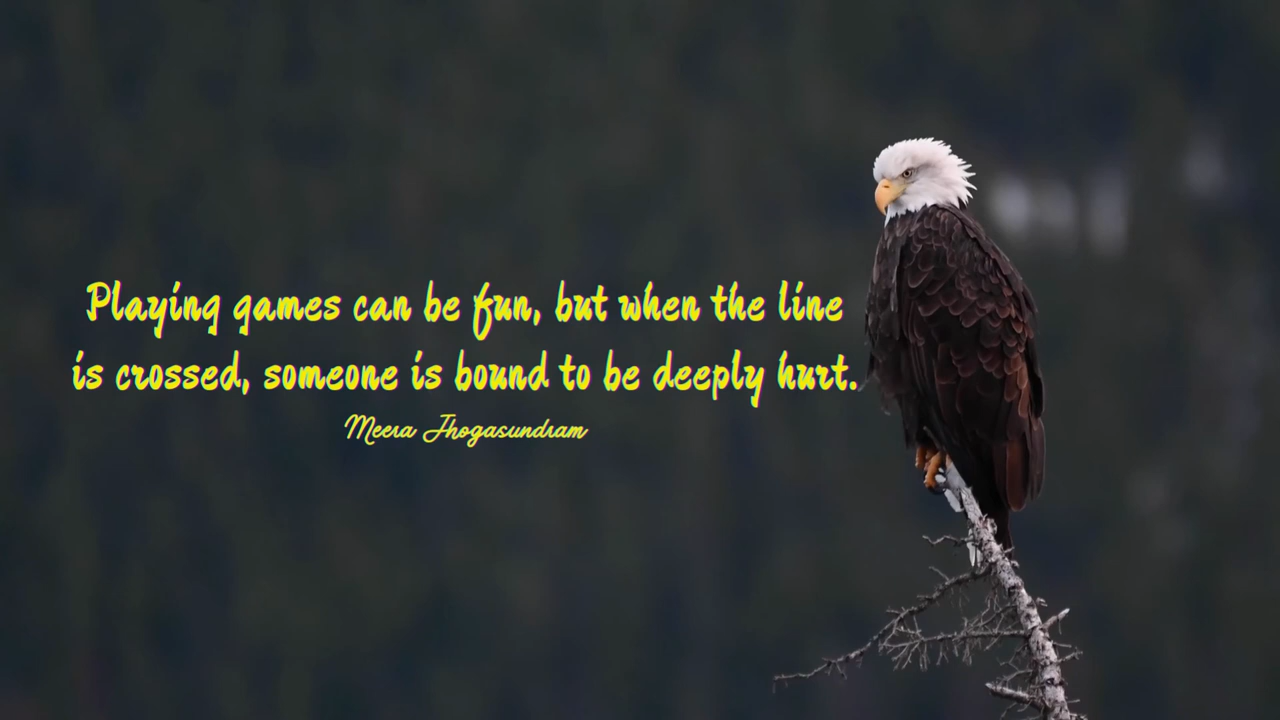 Playing games can be fun, but when the line
is crossed, someone is bound to be deeply hurt.
Meera Jhogasundram